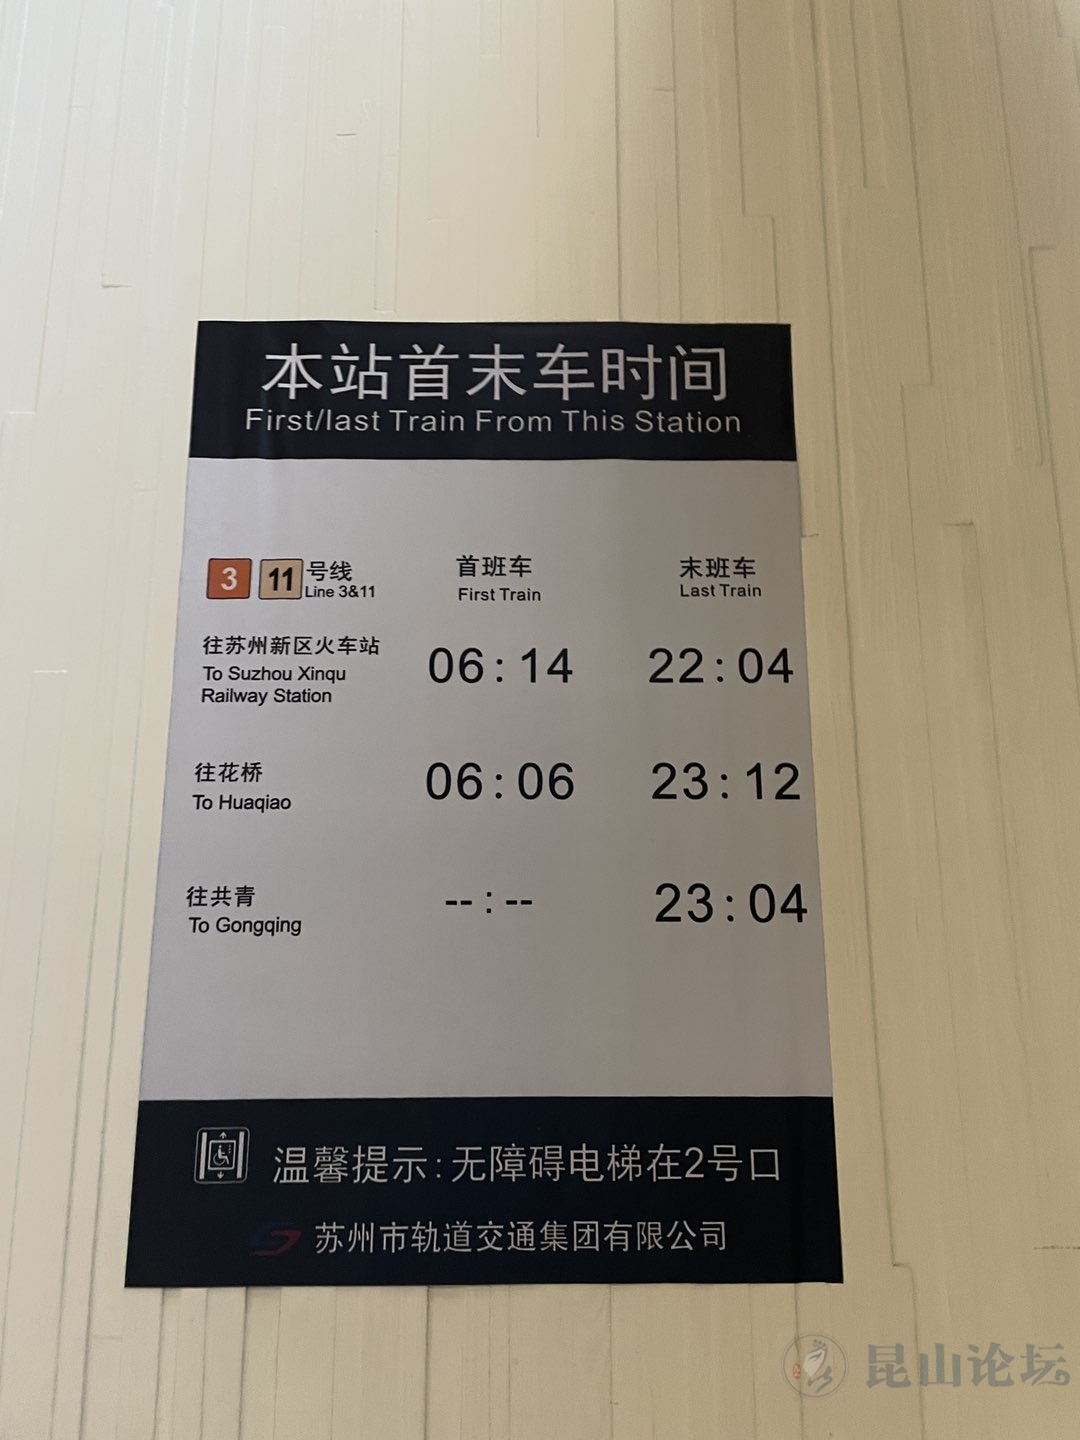 本站首末车时间
First/last Train From This Station
3 11 号线 首班车 末班车
Line 3&11 First Train Last Train
往苏州新区火车站 06:14 22:04
To Suzhou Xinqu
Railway Station
往花桥 06:06 23:12
To Huaqiao
往共青 --:-- 23:04
To Gongqing
温馨提示:无障碍电梯在2号口
苏州市轨道交通集团有限公司
昆山论坛